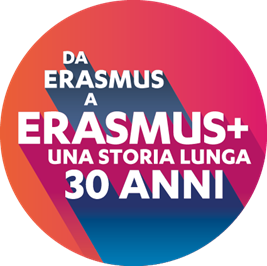 DA
ERASMUS
A
ERASMUS+
UNA STORIA LUNGA
30 ANNI